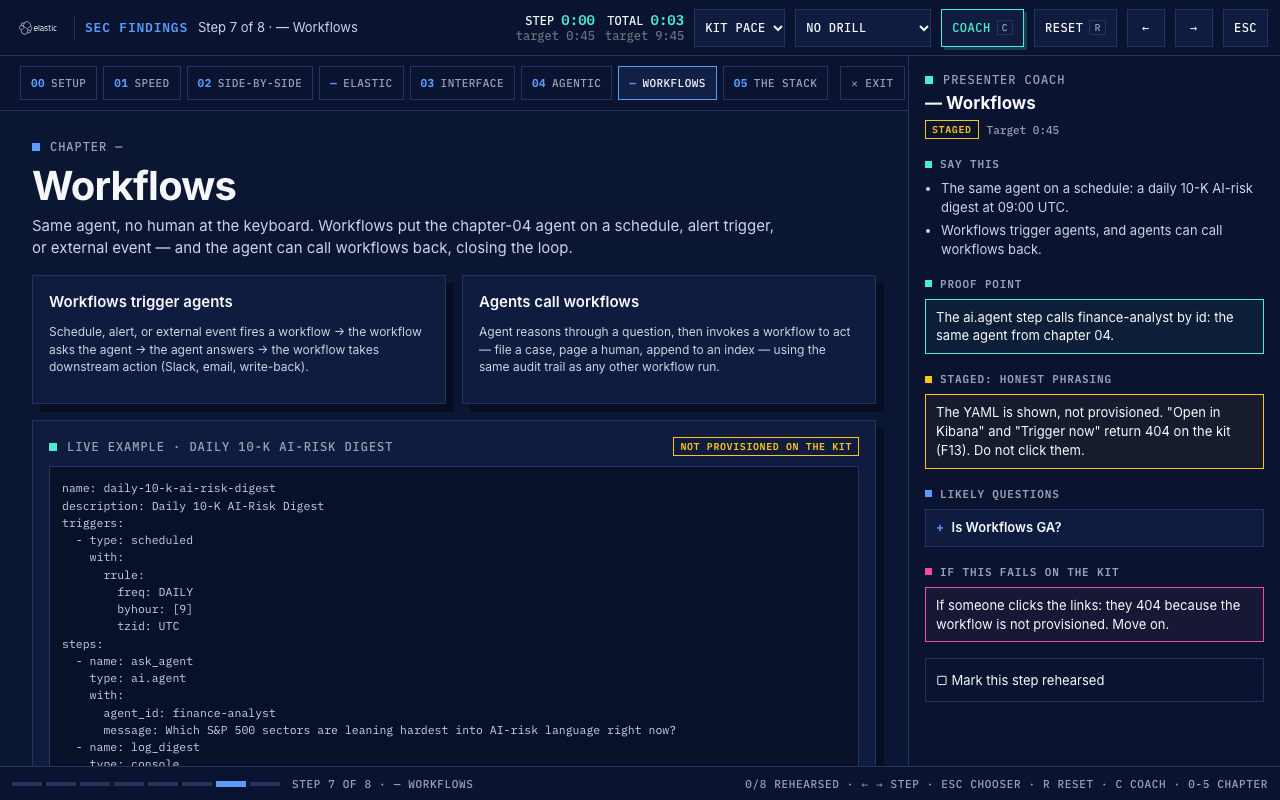 elastic
SEC FINDINGS Step 7 of 8 · — Workflows
STEP 0:00 TOTAL 0:03
target 0:45 target 9:45
KIT PACE
NO DRILL
COACH C
RESET R
←
→
ESC
00 SETUP
01 SPEED
02 SIDE-BY-SIDE
— ELASTIC
03 INTERFACE
04 AGENTIC
— WORKFLOWS
05 THE STACK
× EXIT
CHAPTER —
Workflows
Same agent, no human at the keyboard. Workflows put the chapter-04 agent on a schedule, alert trigger,
or external event — and the agent can call workflows back, closing the loop.
Workflows trigger agents
Schedule, alert, or external event fires a workflow → the workflow
asks the agent → the agent answers → the workflow takes
downstream action (Slack, email, write-back).
Agents call workflows
Agent reasons through a question, then invokes a workflow to act
— file a case, page a human, append to an index — using the
same audit trail as any other workflow run.
LIVE EXAMPLE · DAILY 10-K AI-RISK DIGEST
NOT PROVISIONED ON THE KIT
name: daily-10-k-ai-risk-digest
description: Daily 10-K AI-Risk Digest
triggers:
- type: scheduled
with:
rrule:
freq: DAILY
byhour: [9]
tzid: UTC
steps:
- name: ask_agent
type: ai.agent
with:
agent_id: finance-analyst
message: Which S&P 500 sectors are leaning hardest into AI-risk language right now?
- name: log_digest
type: console
PRESENTER COACH
— Workflows
STAGED Target 0:45
SAY THIS
• The same agent on a schedule: a daily 10-K AI-risk
digest at 09:00 UTC.
• Workflows trigger agents, and agents can call
workflows back.
PROOF POINT
The ai.agent step calls finance-analyst by id: the
same agent from chapter 04.
STAGED: HONEST PHRASING
The YAML is shown, not provisioned. "Open in
Kibana" and "Trigger now" return 404 on the kit
(F13). Do not click them.
LIKELY QUESTIONS
+ Is Workflows GA?
IF THIS FAILS ON THE KIT
If someone clicks the links: they 404 because the
workflow is not provisioned. Move on.
Mark this step rehearsed
STEP 7 OF 8 · — WORKFLOWS
0/8 REHEARSED · ← → STEP · ESC CHOOSER · R RESET · C COACH · 0-5 CHAPTER